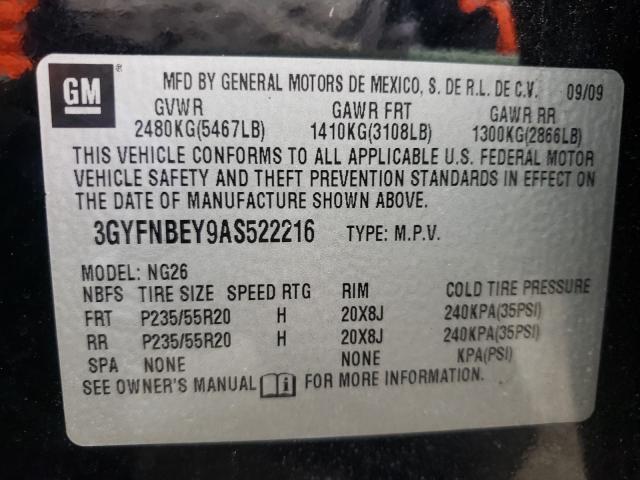 GM
®
MFD BY GENERAL MOTORS DE MEXICO, S. DE R.L. DE C.V. 09/09
GVWR GAWR FRT GAWR RR
2480KG(5467LB) 1410KG(3108LB) 1300KG(2866LB)
THIS VEHICLE CONFORMS TO ALL APPLICABLE U.S. FEDERAL MOTOR
VEHICLE SAFETY AND THEFT PREVENTION STANDARDS IN EFFECT ON
THE DATE OF MANUFACTURE SHOWN ABOVE.
3GYFNBEY9AS522216 TYPE: M.P.V.
MODEL: NG26
NBFS TIRE SIZE SPEED RTG RIM COLD TIRE PRESSURE
FRT P235/55R20 H 20X8J 240KPA(35PSI)
RR P235/55R20 H 20X8J 240KPA(35PSI)
SPA NONE NONE KPA(PSI)
SEE OWNER'S MANUAL i FOR MORE INFORMATION.